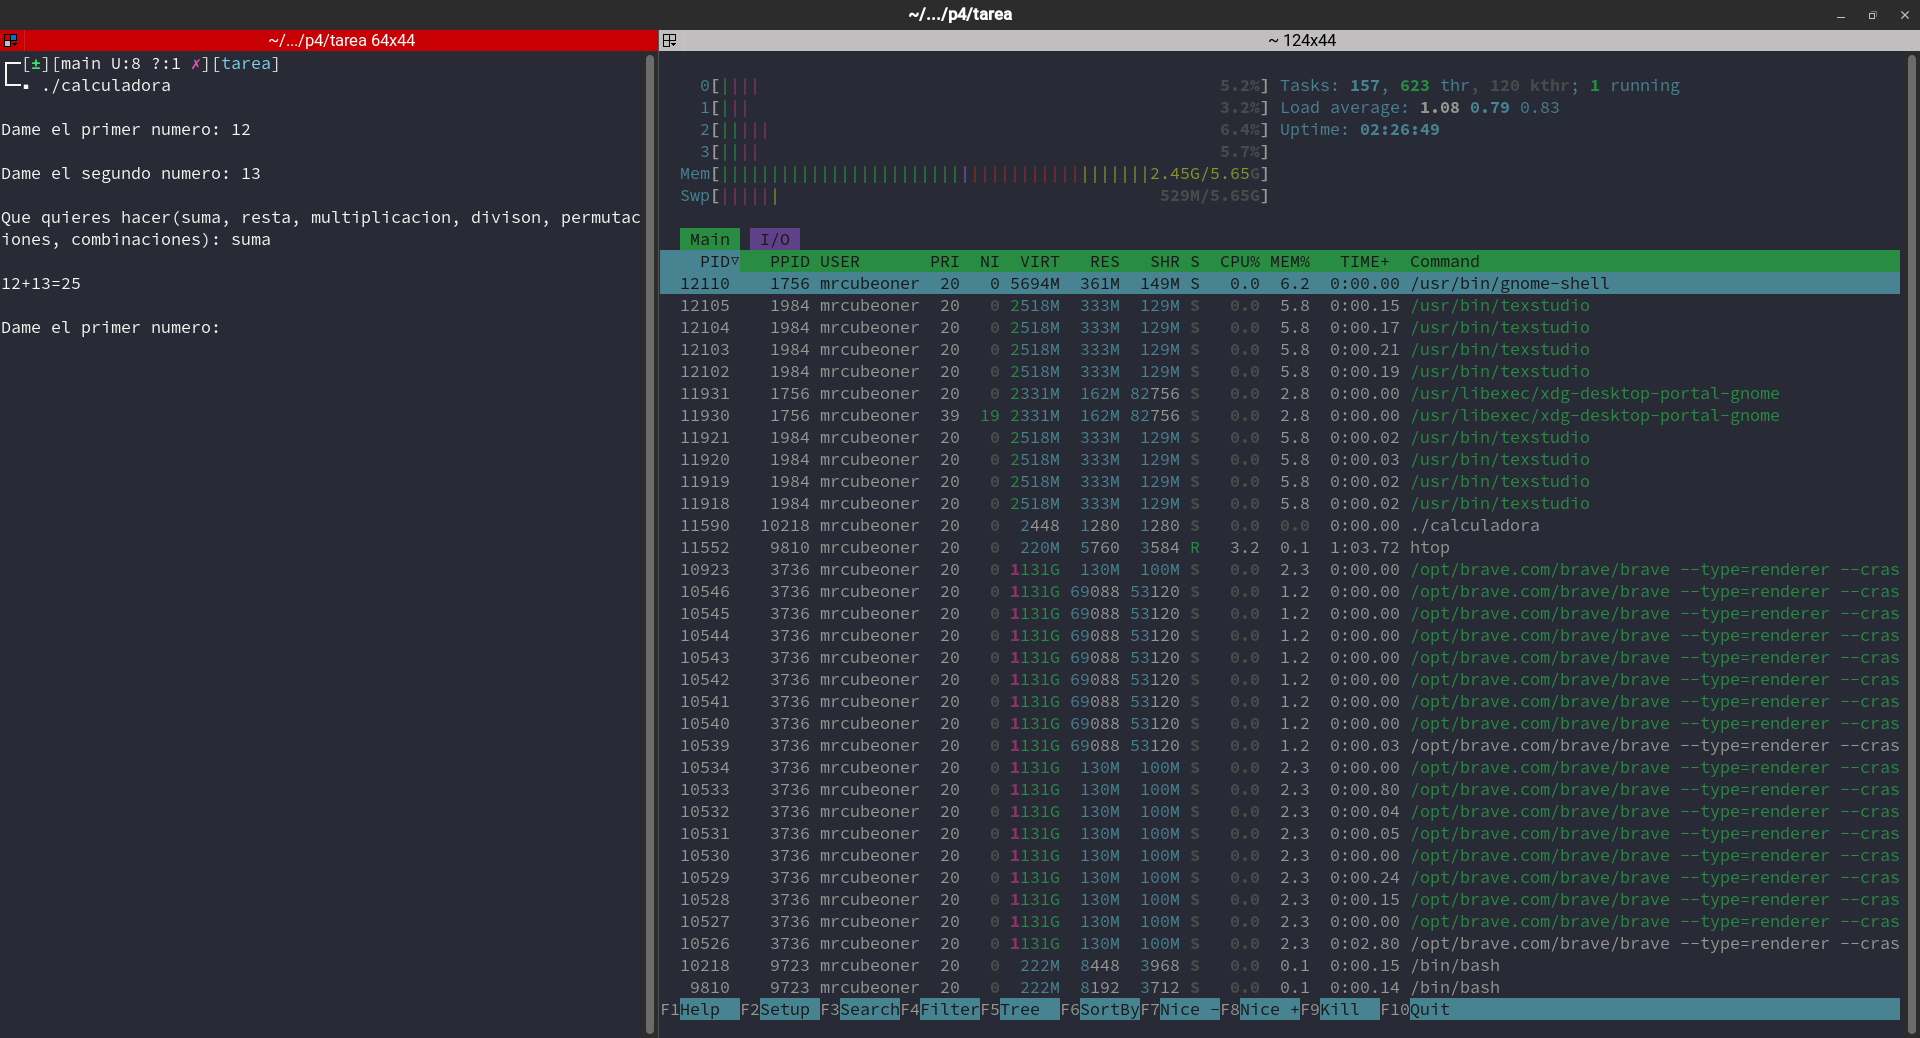 ~/.../p4/tarea
~/.../p4/tarea 64x44
[±][main U:8 ?:1 ✗][tarea]
./calculadora
Dame el primer numero: 12
Dame el segundo numero: 13
Que quieres hacer(suma, resta, multiplicacion, divison, permutac
iones, combinaciones): suma
12+13=25
Dame el primer numero:
~ 124x44
0[|||| 5.2%] Tasks: 157, 623 thr, 120 kthr; 1 running
1[||| 3.2%] Load average: 1.08 0.79 0.83
2[||||| 6.4%] Uptime: 02:26:49
3[|||| 5.7%]
Mem[|||||||||||||||||||||||||||||||||||||||||||2.45G/5.65G]
Swp[|||||| 529M/5.65G]
Main I/O
PID▽ PPID USER PRI NI VIRT RES SHR S CPU% MEM% TIME+ Command
12110 1756 mrcubeoner 20 0 5694M 361M 149M S 0.0 6.2 0:00.00 /usr/bin/gnome-shell
12105 1984 mrcubeoner 20 0 2518M 333M 129M S 0.0 5.8 0:00.15 /usr/bin/texstudio
12104 1984 mrcubeoner 20 0 2518M 333M 129M S 0.0 5.8 0:00.17 /usr/bin/texstudio
12103 1984 mrcubeoner 20 0 2518M 333M 129M S 0.0 5.8 0:00.21 /usr/bin/texstudio
12102 1984 mrcubeoner 20 0 2518M 333M 129M S 0.0 5.8 0:00.19 /usr/bin/texstudio
11931 1756 mrcubeoner 20 0 2331M 162M 82756 S 0.0 2.8 0:00.00 /usr/libexec/xdg-desktop-portal-gnome
11930 1756 mrcubeoner 39 19 2331M 162M 82756 S 0.0 2.8 0:00.00 /usr/libexec/xdg-desktop-portal-gnome
11921 1984 mrcubeoner 20 0 2518M 333M 129M S 0.0 5.8 0:00.02 /usr/bin/texstudio
11920 1984 mrcubeoner 20 0 2518M 333M 129M S 0.0 5.8 0:00.03 /usr/bin/texstudio
11919 1984 mrcubeoner 20 0 2518M 333M 129M S 0.0 5.8 0:00.02 /usr/bin/texstudio
11918 1984 mrcubeoner 20 0 2518M 333M 129M S 0.0 5.8 0:00.02 /usr/bin/texstudio
11590 10218 mrcubeoner 20 0 2448 1280 1280 S 0.0 0.0 0:00.00 ./calculadora
11552 9810 mrcubeoner 20 0 220M 5760 3584 R 3.2 0.1 1:03.72 htop
10923 3736 mrcubeoner 20 0 1131G 130M 100M S 0.0 2.3 0:00.00 /opt/brave.com/brave/brave --type=renderer --cras
10546 3736 mrcubeoner 20 0 1131G 69088 53120 S 0.0 1.2 0:00.00 /opt/brave.com/brave/brave --type=renderer --cras
10545 3736 mrcubeoner 20 0 1131G 69088 53120 S 0.0 1.2 0:00.00 /opt/brave.com/brave/brave --type=renderer --cras
10544 3736 mrcubeoner 20 0 1131G 69088 53120 S 0.0 1.2 0:00.00 /opt/brave.com/brave/brave --type=renderer --cras
10543 3736 mrcubeoner 20 0 1131G 69088 53120 S 0.0 1.2 0:00.00 /opt/brave.com/brave/brave --type=renderer --cras
10542 3736 mrcubeoner 20 0 1131G 69088 53120 S 0.0 1.2 0:00.00 /opt/brave.com/brave/brave --type=renderer --cras
10541 3736 mrcubeoner 20 0 1131G 69088 53120 S 0.0 1.2 0:00.00 /opt/brave.com/brave/brave --type=renderer --cras
10540 3736 mrcubeoner 20 0 1131G 69088 53120 S 0.0 1.2 0:00.00 /opt/brave.com/brave/brave --type=renderer --cras
10539 3736 mrcubeoner 20 0 1131G 69088 53120 S 0.0 1.2 0:00.03 /opt/brave.com/brave/brave --type=renderer --cras
10534 3736 mrcubeoner 20 0 1131G 130M 100M S 0.0 2.3 0:00.00 /opt/brave.com/brave/brave --type=renderer --cras
10533 3736 mrcubeoner 20 0 1131G 130M 100M S 0.0 2.3 0:00.80 /opt/brave.com/brave/brave --type=renderer --cras
10532 3736 mrcubeoner 20 0 1131G 130M 100M S 0.0 2.3 0:00.04 /opt/brave.com/brave/brave --type=renderer --cras
10531 3736 mrcubeoner 20 0 1131G 130M 100M S 0.0 2.3 0:00.05 /opt/brave.com/brave/brave --type=renderer --cras
10530 3736 mrcubeoner 20 0 1131G 130M 100M S 0.0 2.3 0:00.00 /opt/brave.com/brave/brave --type=renderer --cras
10529 3736 mrcubeoner 20 0 1131G 130M 100M S 0.0 2.3 0:00.24 /opt/brave.com/brave/brave --type=renderer --cras
10528 3736 mrcubeoner 20 0 1131G 130M 100M S 0.0 2.3 0:00.15 /opt/brave.com/brave/brave --type=renderer --cras
10527 3736 mrcubeoner 20 0 1131G 130M 100M S 0.0 2.3 0:00.00 /opt/brave.com/brave/brave --type=renderer --cras
10526 3736 mrcubeoner 20 0 1131G 130M 100M S 0.0 2.3 0:02.80 /opt/brave.com/brave/brave --type=renderer --cras
10218 9723 mrcubeoner 20 0 222M 8448 3968 S 0.0 0.1 0:00.15 /bin/bash
9810 9723 mrcubeoner 20 0 222M 8192 3712 S 0.0 0.1 0:00.14 /bin/bash
F1Help F2Setup F3SearchF4FilterF5Tree F6SortByF7Nice -F8Nice +F9Kill F10Quit